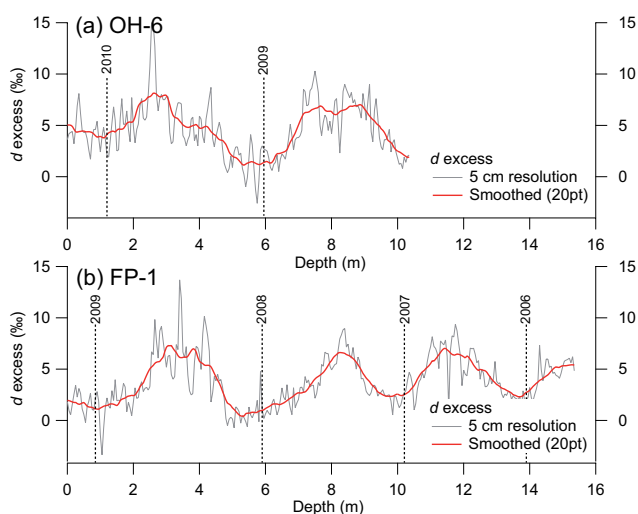 (a) OH-6
d excess (‰)
15
10
5
0
15
10
5
0
2010
2009
d excess
5 cm resolution
Smoothed (20pt)
0 2 4 6 8 10 12 14 16
Depth (m)
(b) FP-1
d excess (‰)
15
10
5
0
15
10
5
0
2009
2008
2007
2006
d excess
5 cm resolution
Smoothed (20pt)
0 2 4 6 8 10 12 14 16
Depth (m)